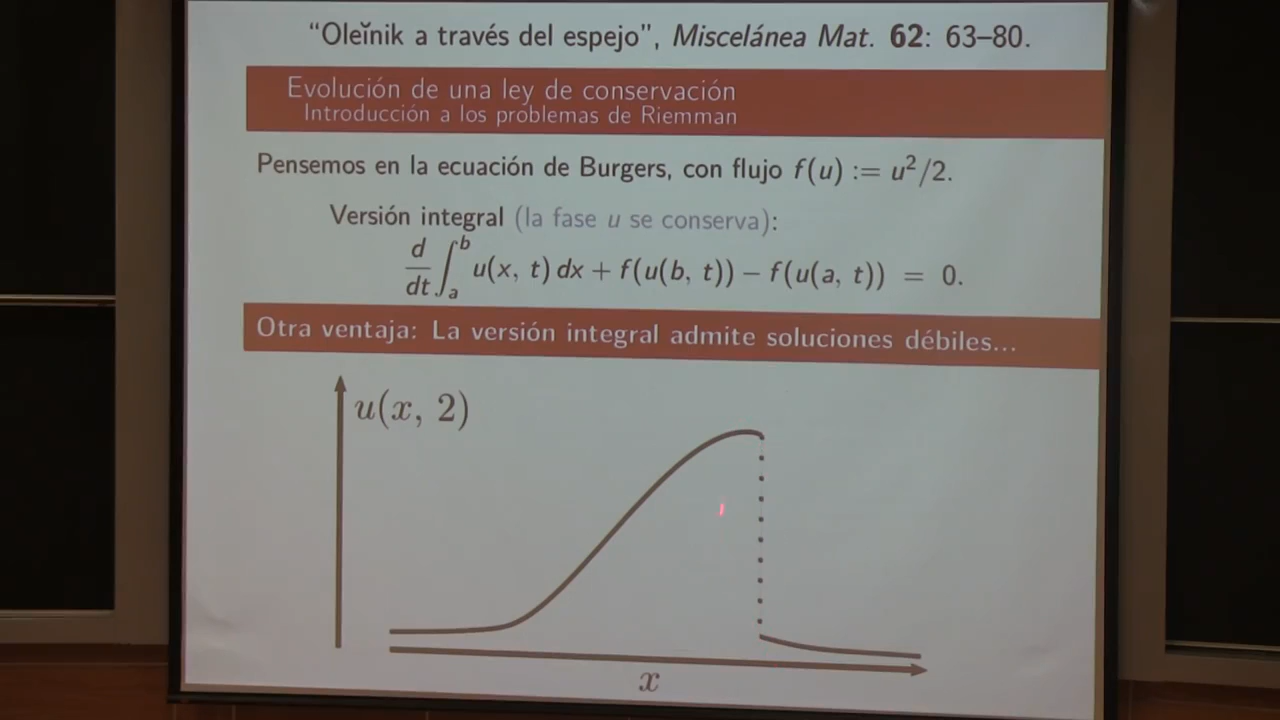 “Oleĭnik a través del espejo”, Miscelánea Mat. 62: 63–80.
Evolución de una ley de conservación
Introducción a los problemas de Riemman
Pensemos en la ecuación de Burgers, con flujo f(u) := u²/2.
Versión integral (la fase u se conserva):
d/dt ∫ₐᵇ u(x, t) dx + f(u(b, t)) − f(u(a, t)) = 0.
Otra ventaja: La versión integral admite soluciones débiles...
u(x, 2)
x